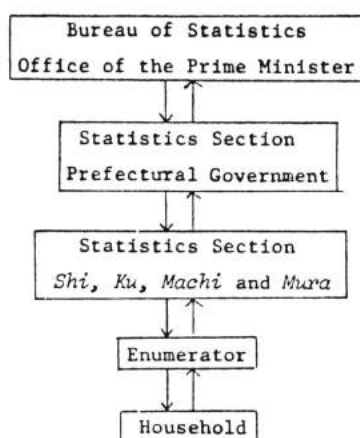 Bureau of Statistics
Office of the Prime Minister
Statistics Section
Prefectural Government
Statistics Section
Shi, Ku, Machi and Mura
Enumerator
Household